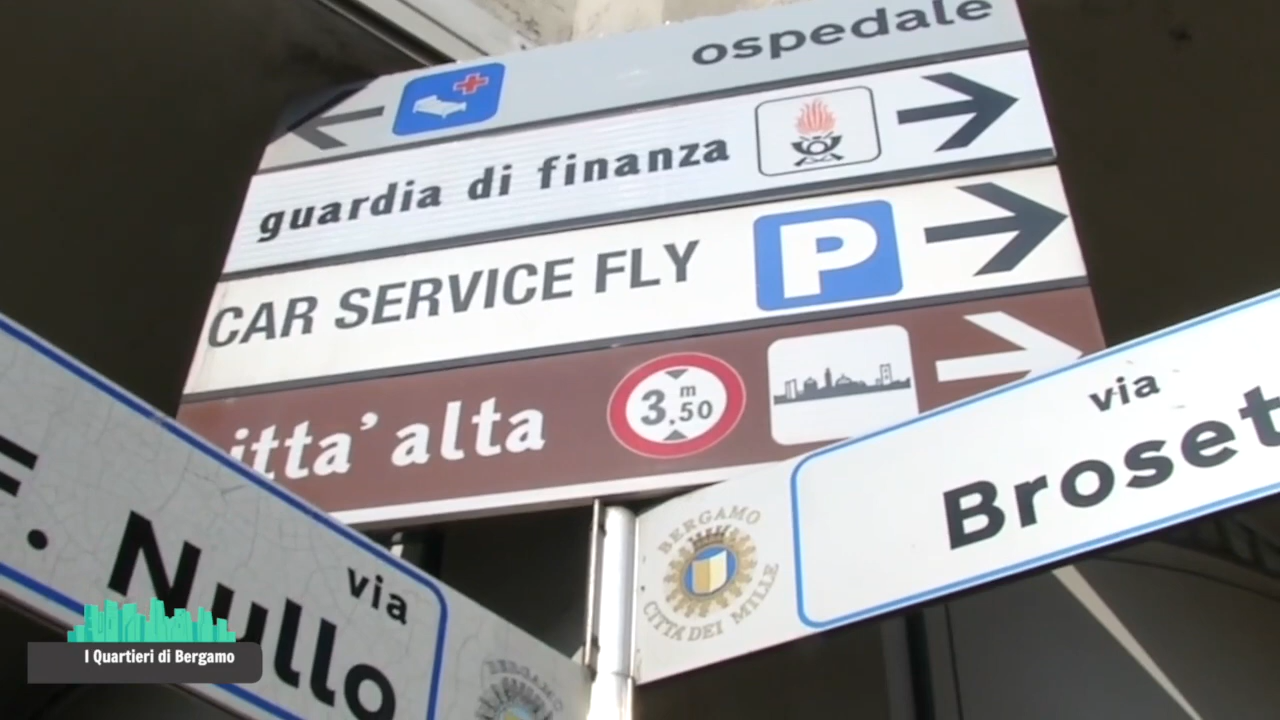 ospedale
guardia di finanza
CAR SERVICE FLY P
itta' alta 3,50 m
via
Broset
BERGAMO
CITTA' DEI MILLE
F. Nullo
via
BERGAMO
I Quartieri di Bergamo